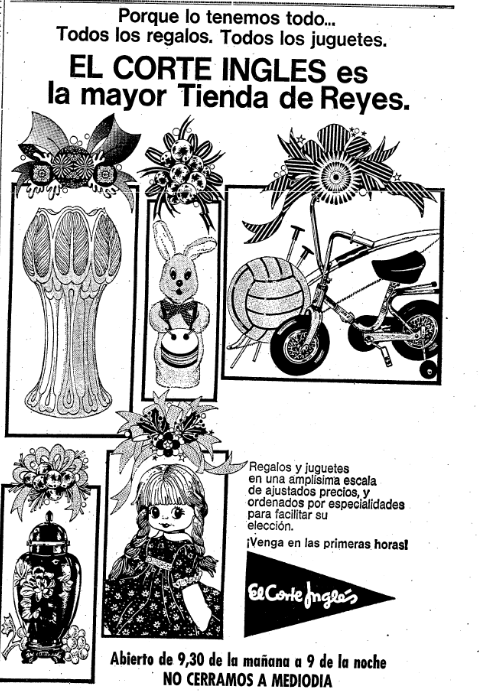 Porque lo tenemos todo...
Todos los regalos. Todos los juguetes.
EL CORTE INGLES es
la mayor Tienda de Reyes.
Regalos y juguetes
en una amplísima escala
de ajustados precios, y
ordenados por especialidades
para facilitar su
elección.
¡Venga en las primeras horas!
El Corte Inglés
Abierto de 9,30 de la mañana a 9 de la noche
NO CERRAMOS A MEDIODIA